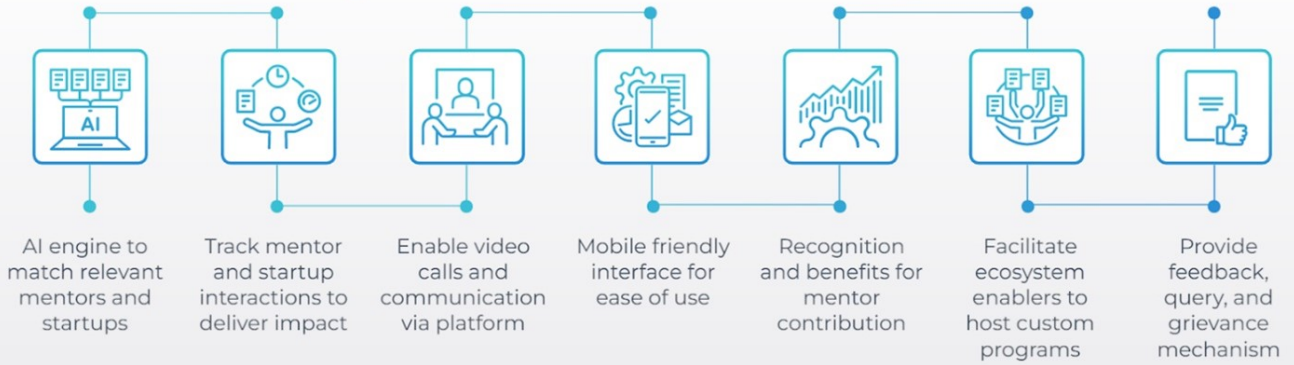 AI
AI engine to
match relevant
mentors and
startups
Track mentor
and startup
interactions to
deliver impact
Enable video
calls and
communication
via platform
Mobile friendly
interface for
ease of use
Recognition
and benefits for
mentor
contribution
Facilitate
ecosystem
enablers to
host custom
programs
Provide
feedback,
query, and
grievance
mechanism